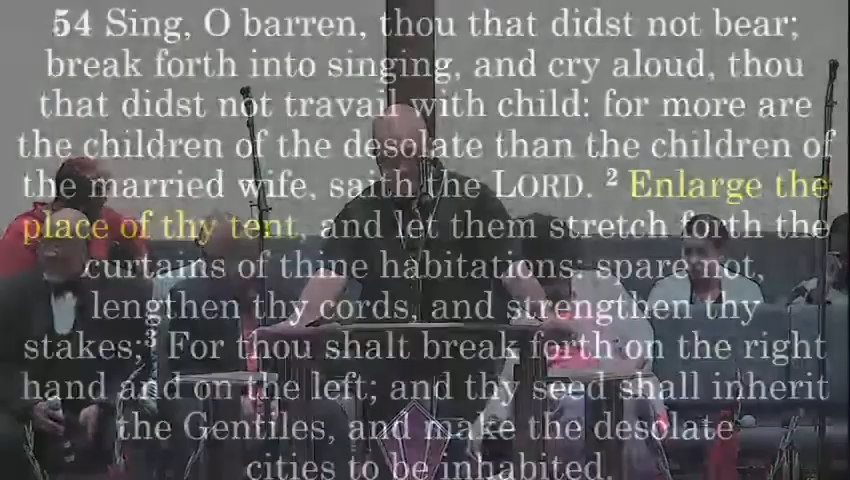 54 Sing, O barren, thou that didst not bear;
break forth into singing, and cry aloud, thou
that didst not travail with child: for more are
the children of the desolate than the children of
the married wife, saith the LORD. 2 Enlarge the
place of thy tent, and let them stretch forth the
curtains of thine habitations: spare not,
lengthen thy cords, and strengthen thy
stakes;3 For thou shalt break forth on the right
hand and on the left; and thy seed shall inherit
the Gentiles, and make the desolate
cities to be inhabited.